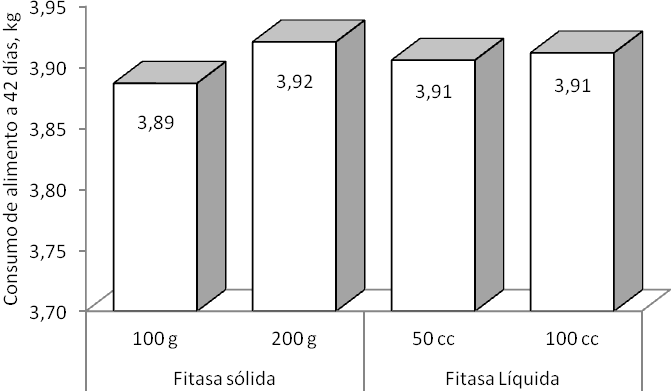 Consumo de alimento a 42 días, kg
3,95
3,90
3,85
3,80
3,75
3,70
3,89
3,92
3,91
3,91
100 g
200 g
50 cc
100 cc
Fitasa sólida
Fitasa Líquida